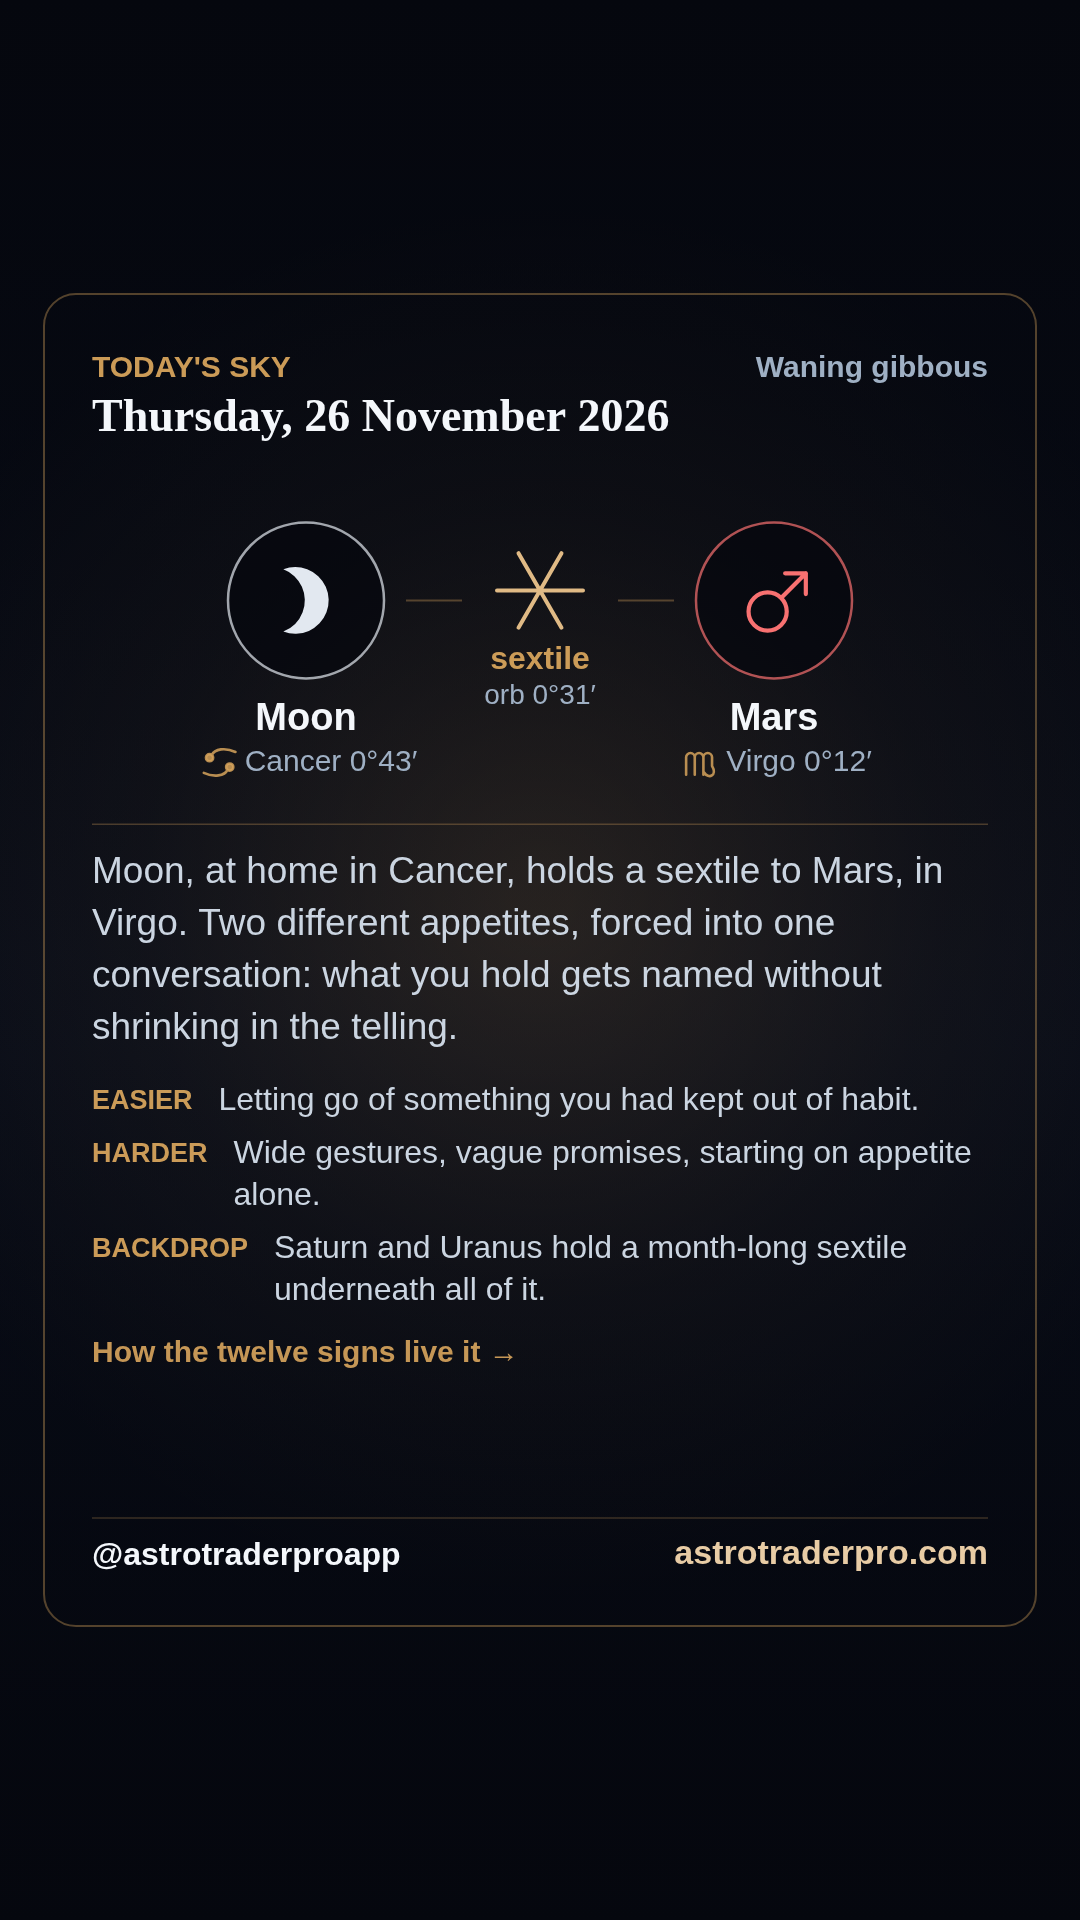 TODAY'S SKY
Waning gibbous
Thursday, 26 November 2026
sextile
orb 0°31′
Moon
Mars
Cancer 0°43′
Virgo 0°12′
Moon, at home in Cancer, holds a sextile to Mars, in
Virgo. Two different appetites, forced into one
conversation: what you hold gets named without
shrinking in the telling.
EASIER Letting go of something you had kept out of habit.
HARDER Wide gestures, vague promises, starting on appetite
alone.
BACKDROP Saturn and Uranus hold a month-long sextile
underneath all of it.
How the twelve signs live it →
@astrotraderproapp
astrotraderpro.com